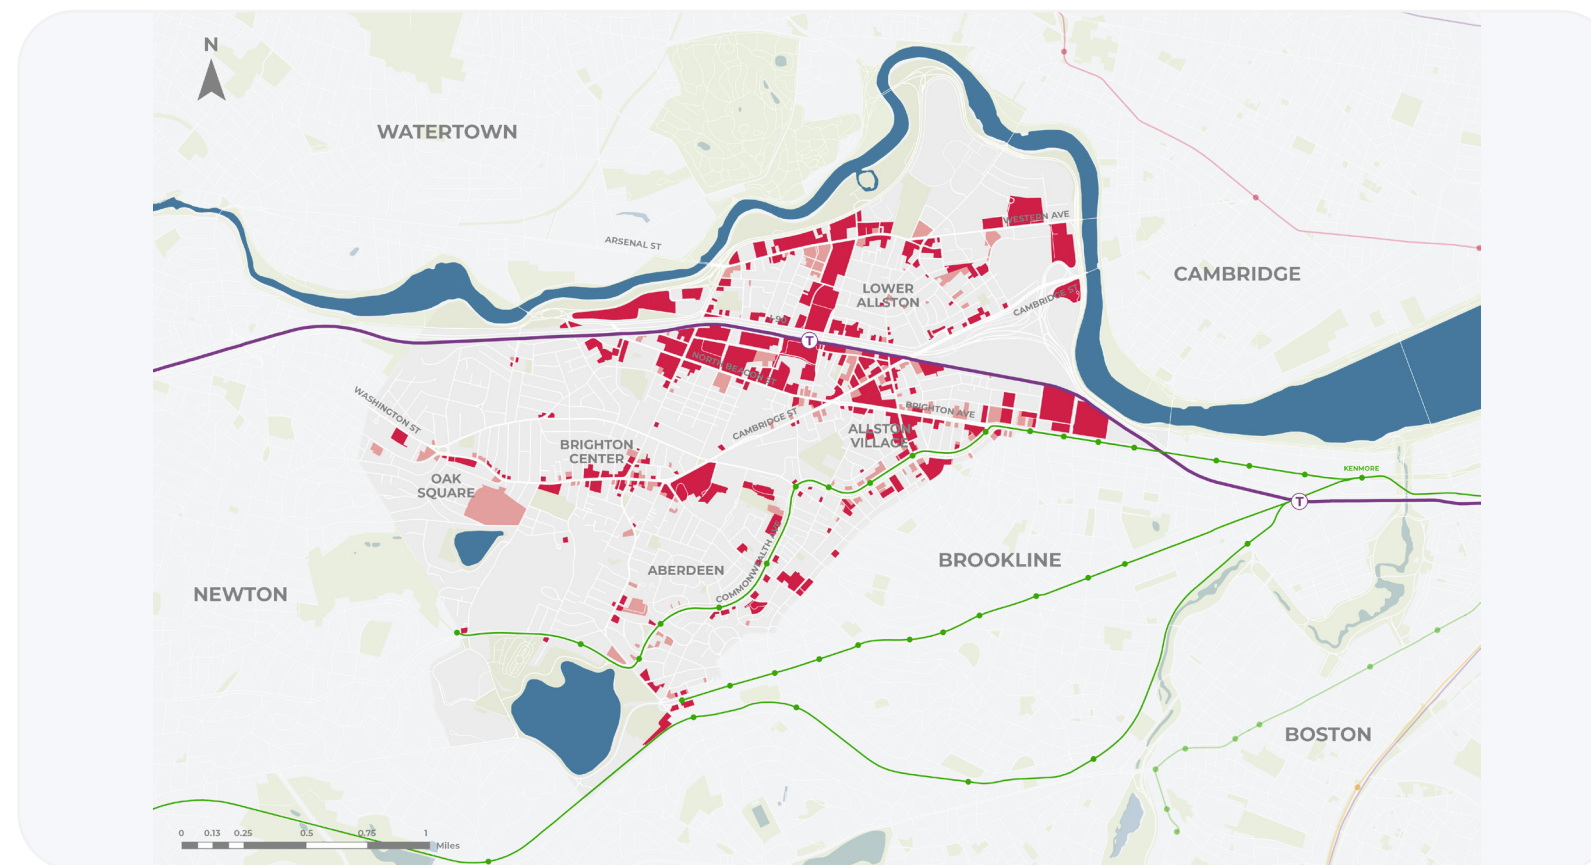 N
WATERTOWN
ARSENAL ST
WESTERN AVE
CAMBRIDGE
LOWER
ALLSTON
CAMBRIDGE ST
I-90
T
NORTH BEACON ST
WASHINGTON ST
BRIGHTON AVE
CAMBRIDGE ST
ALLSTON
VILLAGE
BRIGHTON
CENTER
KENMORE
OAK
SQUARE
T
BROOKLINE
ABERDEEN
COMMONWEALTH AVE
NEWTON
BOSTON
0 0.13 0.25 0.5 0.75 1
Miles